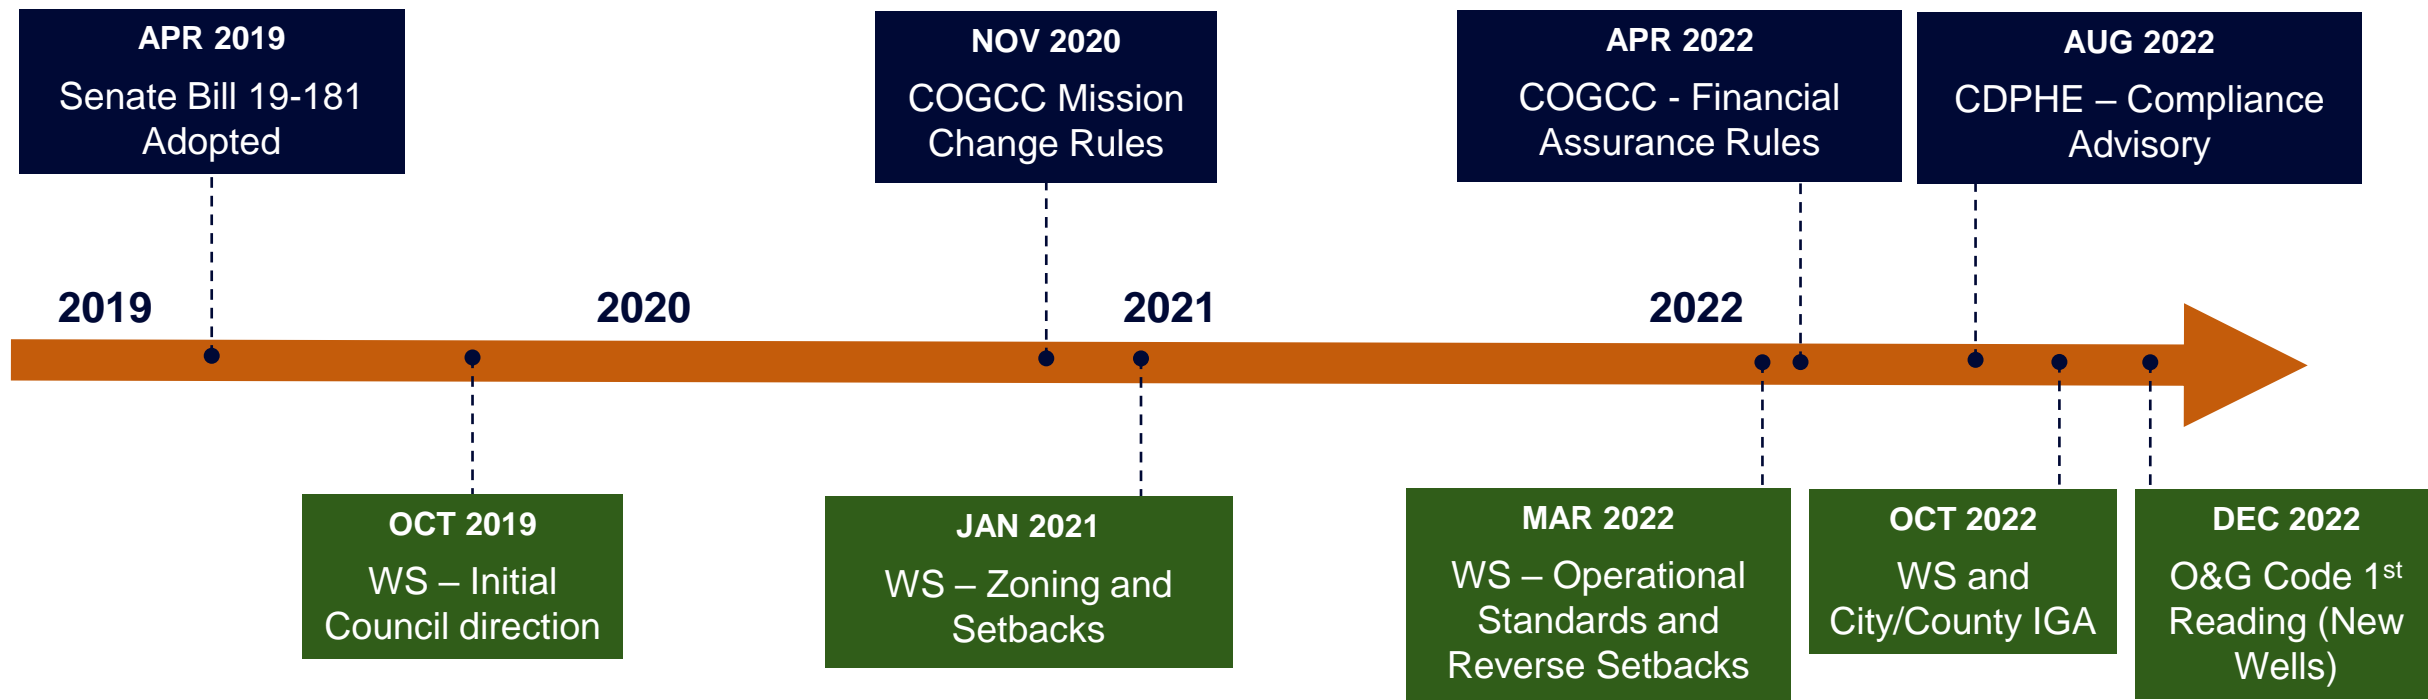 APR 2019
Senate Bill 19-181
Adopted
NOV 2020
COGCC Mission
Change Rules
APR 2022
COGCC - Financial
Assurance Rules
AUG 2022
CDPHE – Compliance
Advisory
2019
2020
2021
2022
OCT 2019
WS – Initial
Council direction
JAN 2021
WS – Zoning and
Setbacks
MAR 2022
WS – Operational
Standards and
Reverse Setbacks
OCT 2022
WS and
City/County IGA
DEC 2022
O&G Code 1st
Reading (New
Wells)